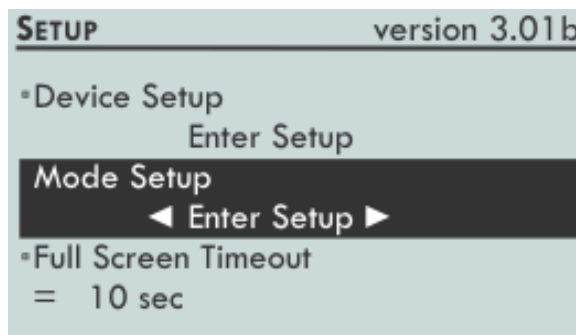 SETUP version 3.01b
▫Device Setup
Enter Setup
Mode Setup
◀ Enter Setup ▶
▫Full Screen Timeout
= 10 sec